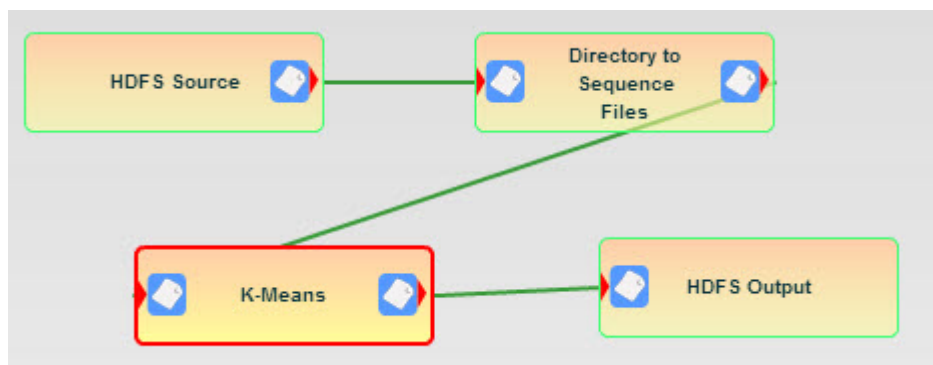 HDFS Source
Directory to
Sequence
Files
K-Means
HDFS Output